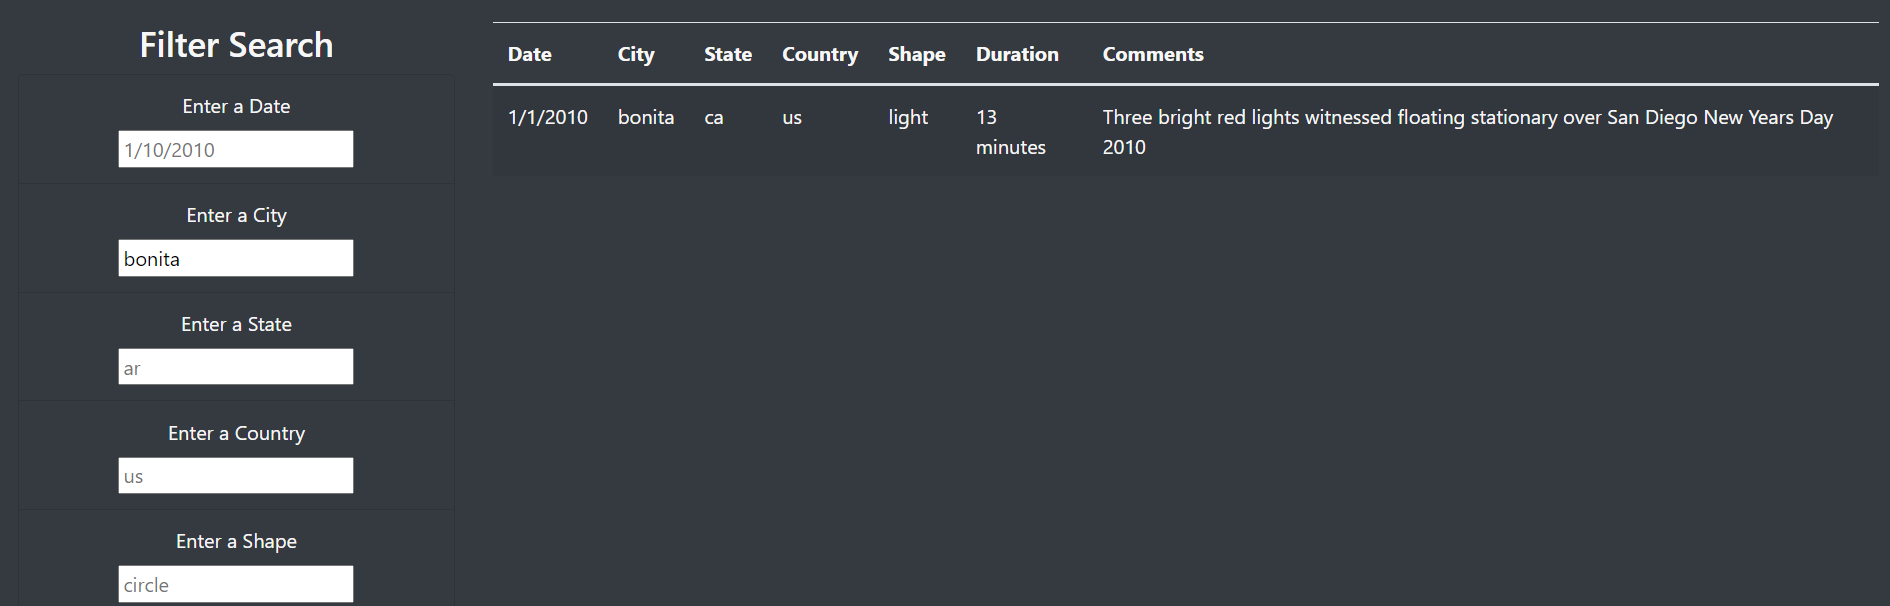 Filter Search
Enter a Date
1/10/2010
Enter a City
bonita
Enter a State
ar
Enter a Country
us
Enter a Shape
circle
Date City State Country Shape Duration Comments
1/1/2010 bonita ca us light 13 Three bright red lights witnessed floating stationary over San Diego New Years Day
minutes 2010